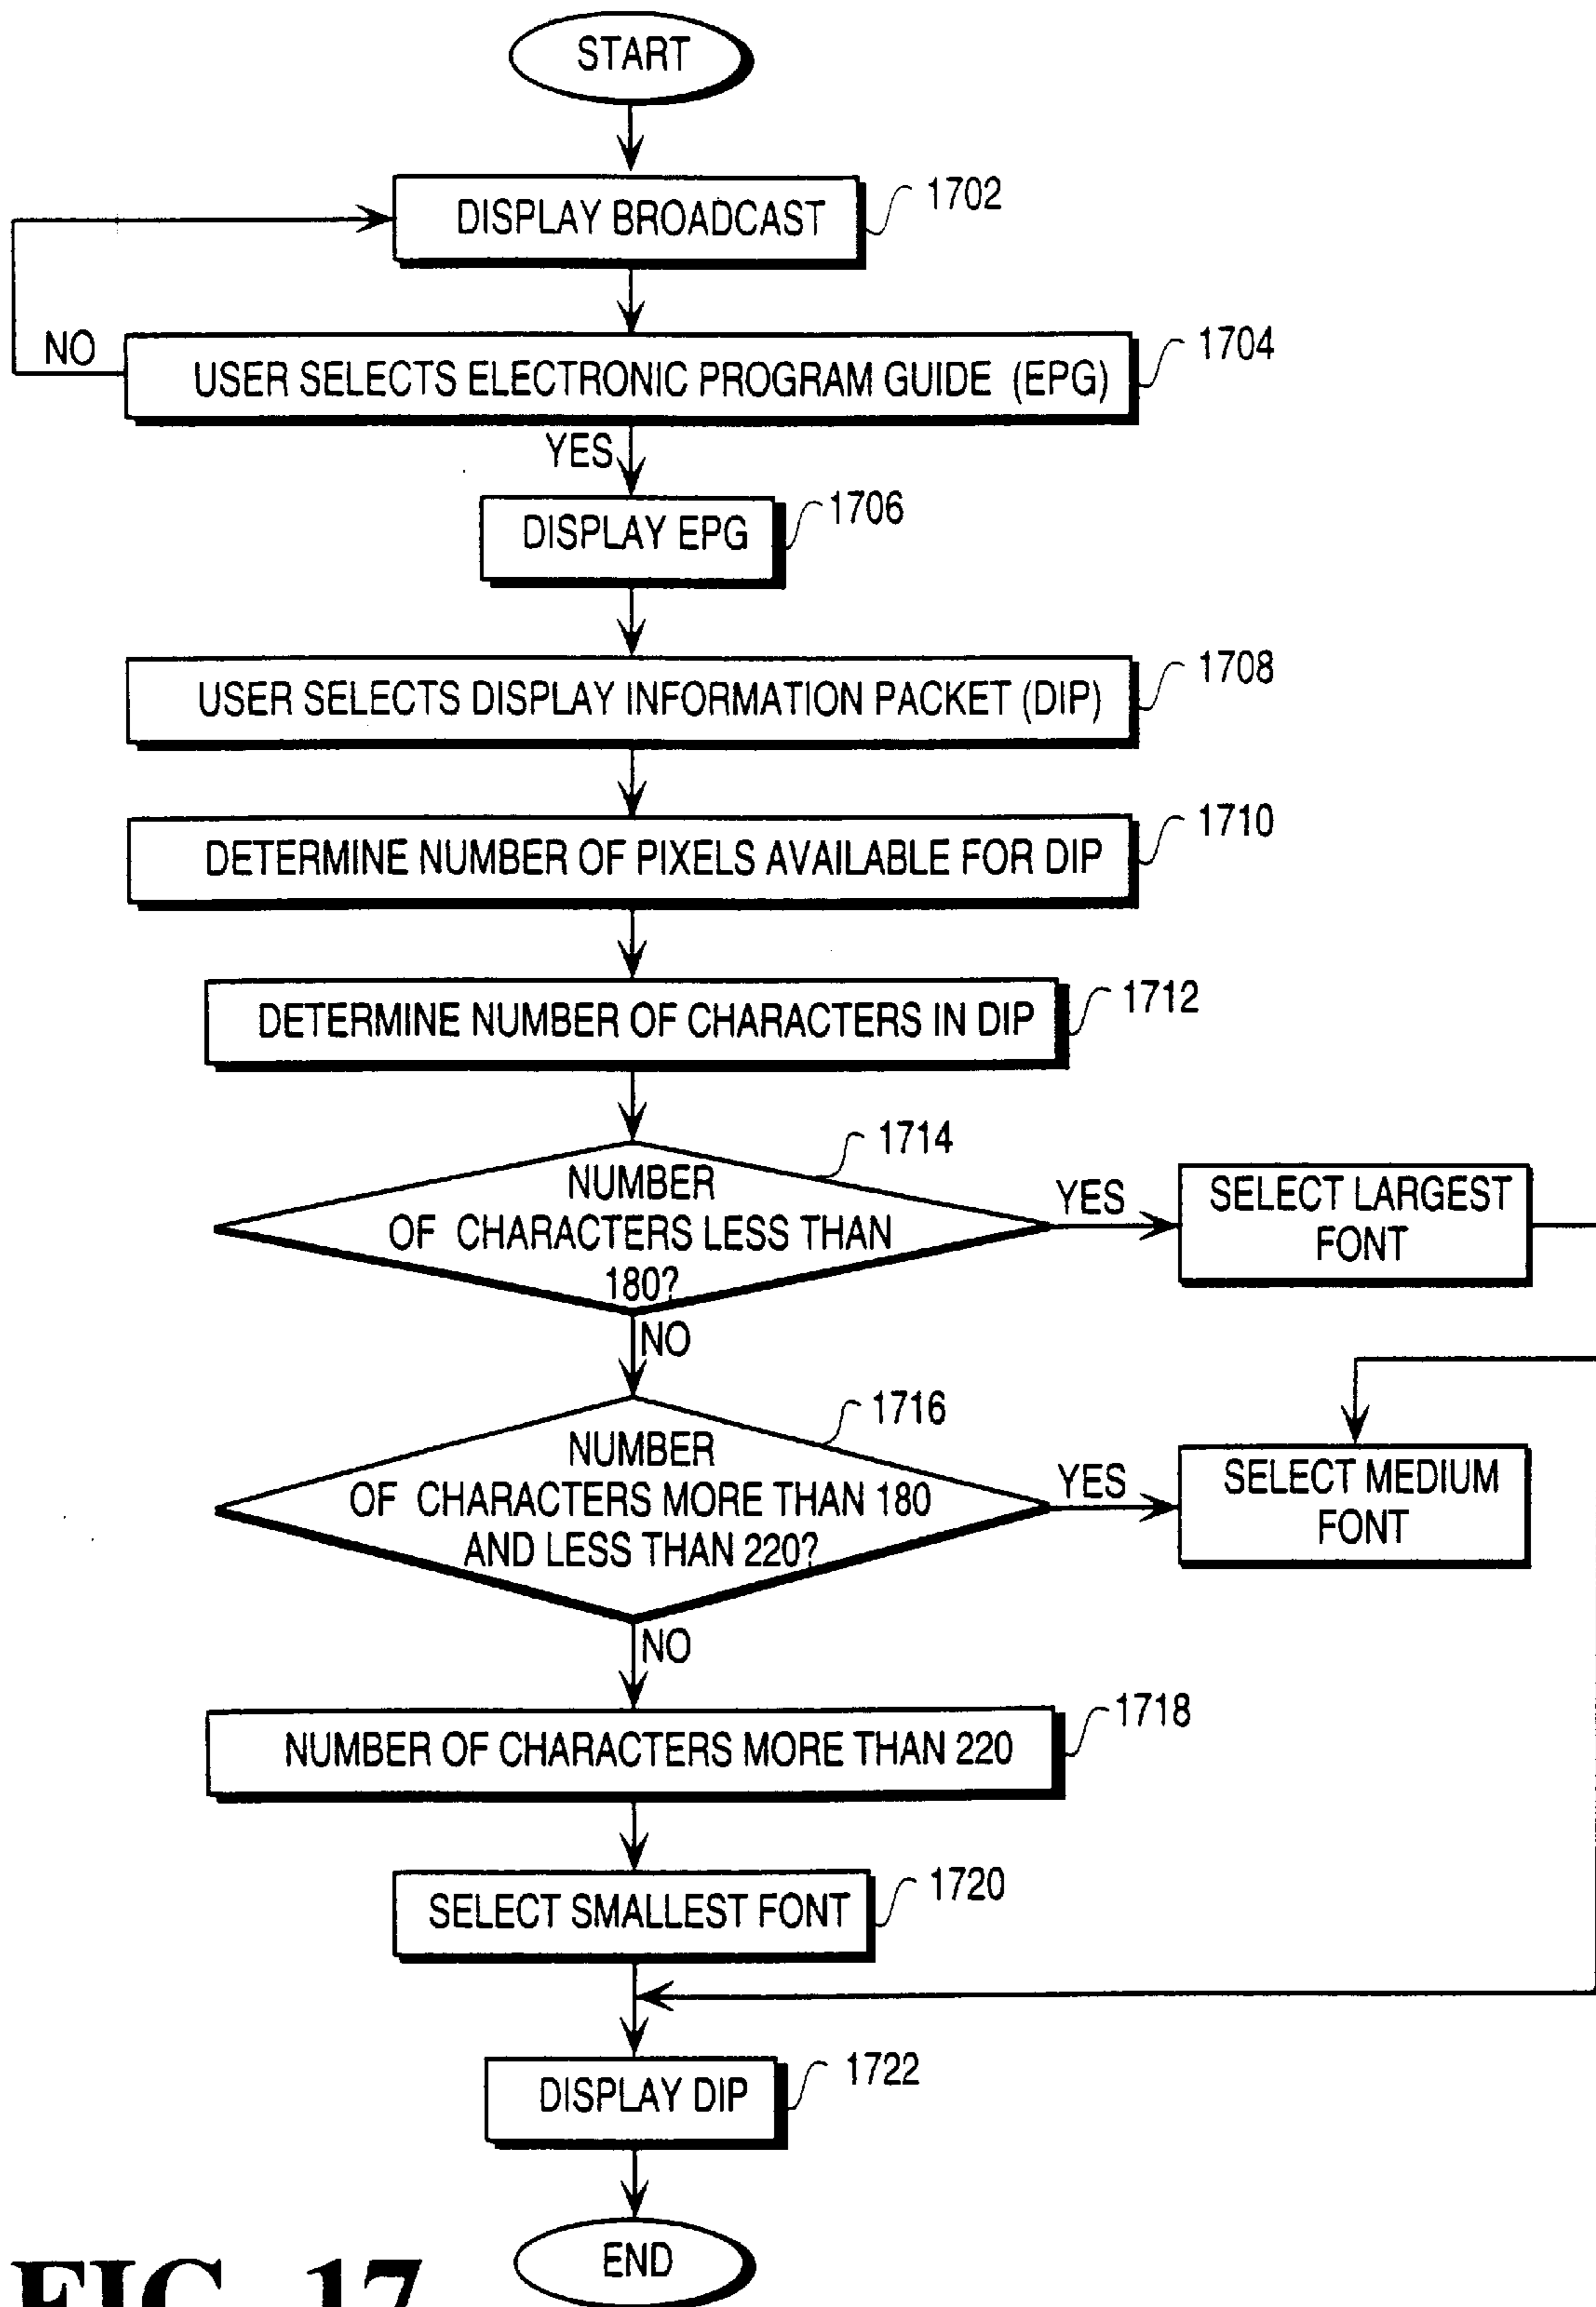 START
DISPLAY BROADCAST
1702
NO
USER SELECTS ELECTRONIC PROGRAM GUIDE (EPG)
1704
YES
DISPLAY EPG
1706
USER SELECTS DISPLAY INFORMATION PACKET (DIP)
1708
DETERMINE NUMBER OF PIXELS AVAILABLE FOR DIP
1710
DETERMINE NUMBER OF CHARACTERS IN DIP
1712
1714
NUMBER
OF CHARACTERS LESS THAN
180?
YES
SELECT LARGEST
FONT
NO
1716
NUMBER
OF CHARACTERS MORE THAN 180
AND LESS THAN 220?
YES
SELECT MEDIUM
FONT
NO
NUMBER OF CHARACTERS MORE THAN 220
1718
SELECT SMALLEST FONT
1720
DISPLAY DIP
1722
END
FIG. 17